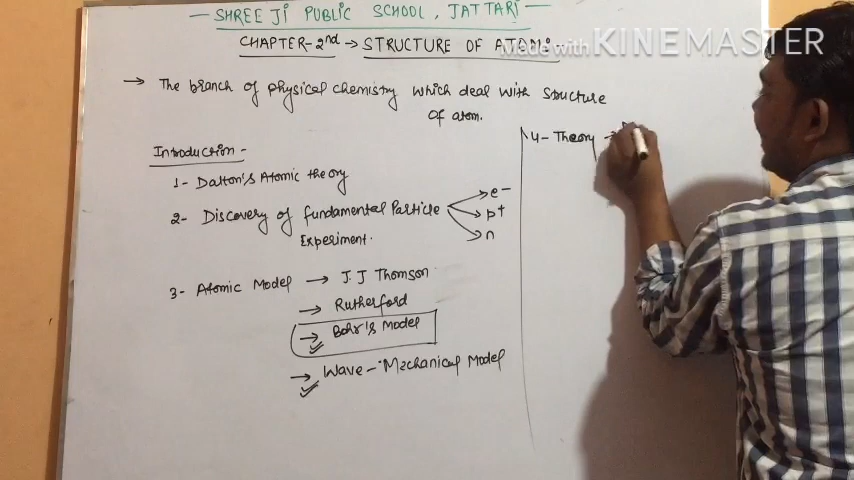 — SHREE JI PUBLIC SCHOOL, JATTARI —
CHAPTER-2nd → STRUCTURE OF ATOM :-
Made with KINEMASTER
→ The branch of physical chemistry which deal with structure
of atom.
Introduction -
1- Dalton's Atomic theory
2- Discovery of fundamental Particle
Experiment.
→ e-
→ p+
→ n
3- Atomic Model → J.J Thomson
→ Rutherford
→ Bohr's Model
→ Wave - Mechanical Model
4- Theory →